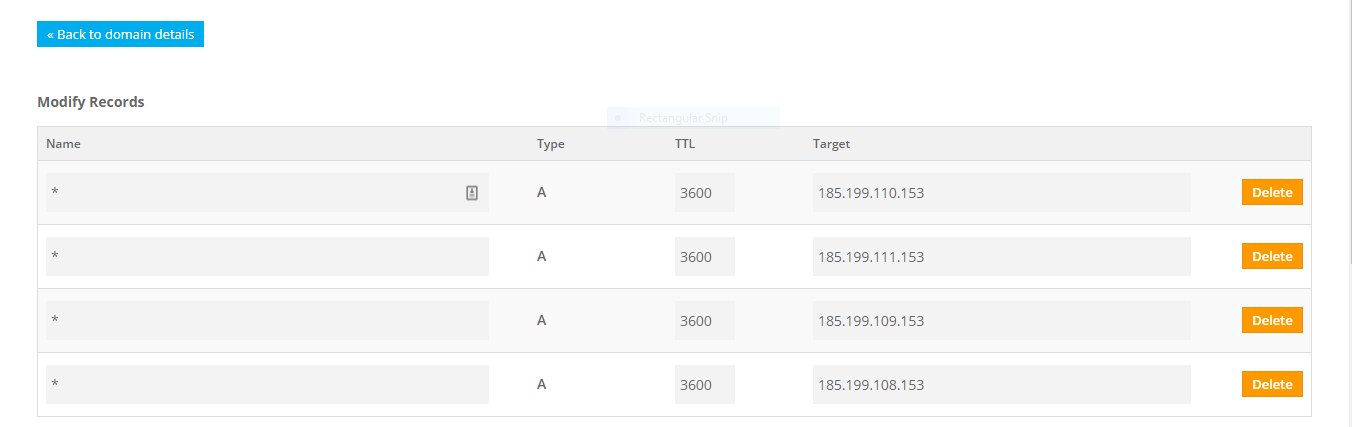 « Back to domain details
Modify Records
Rectangular Snip
Name Type TTL Target
* A 3600 185.199.110.153 Delete
* A 3600 185.199.111.153 Delete
* A 3600 185.199.109.153 Delete
* A 3600 185.199.108.153 Delete